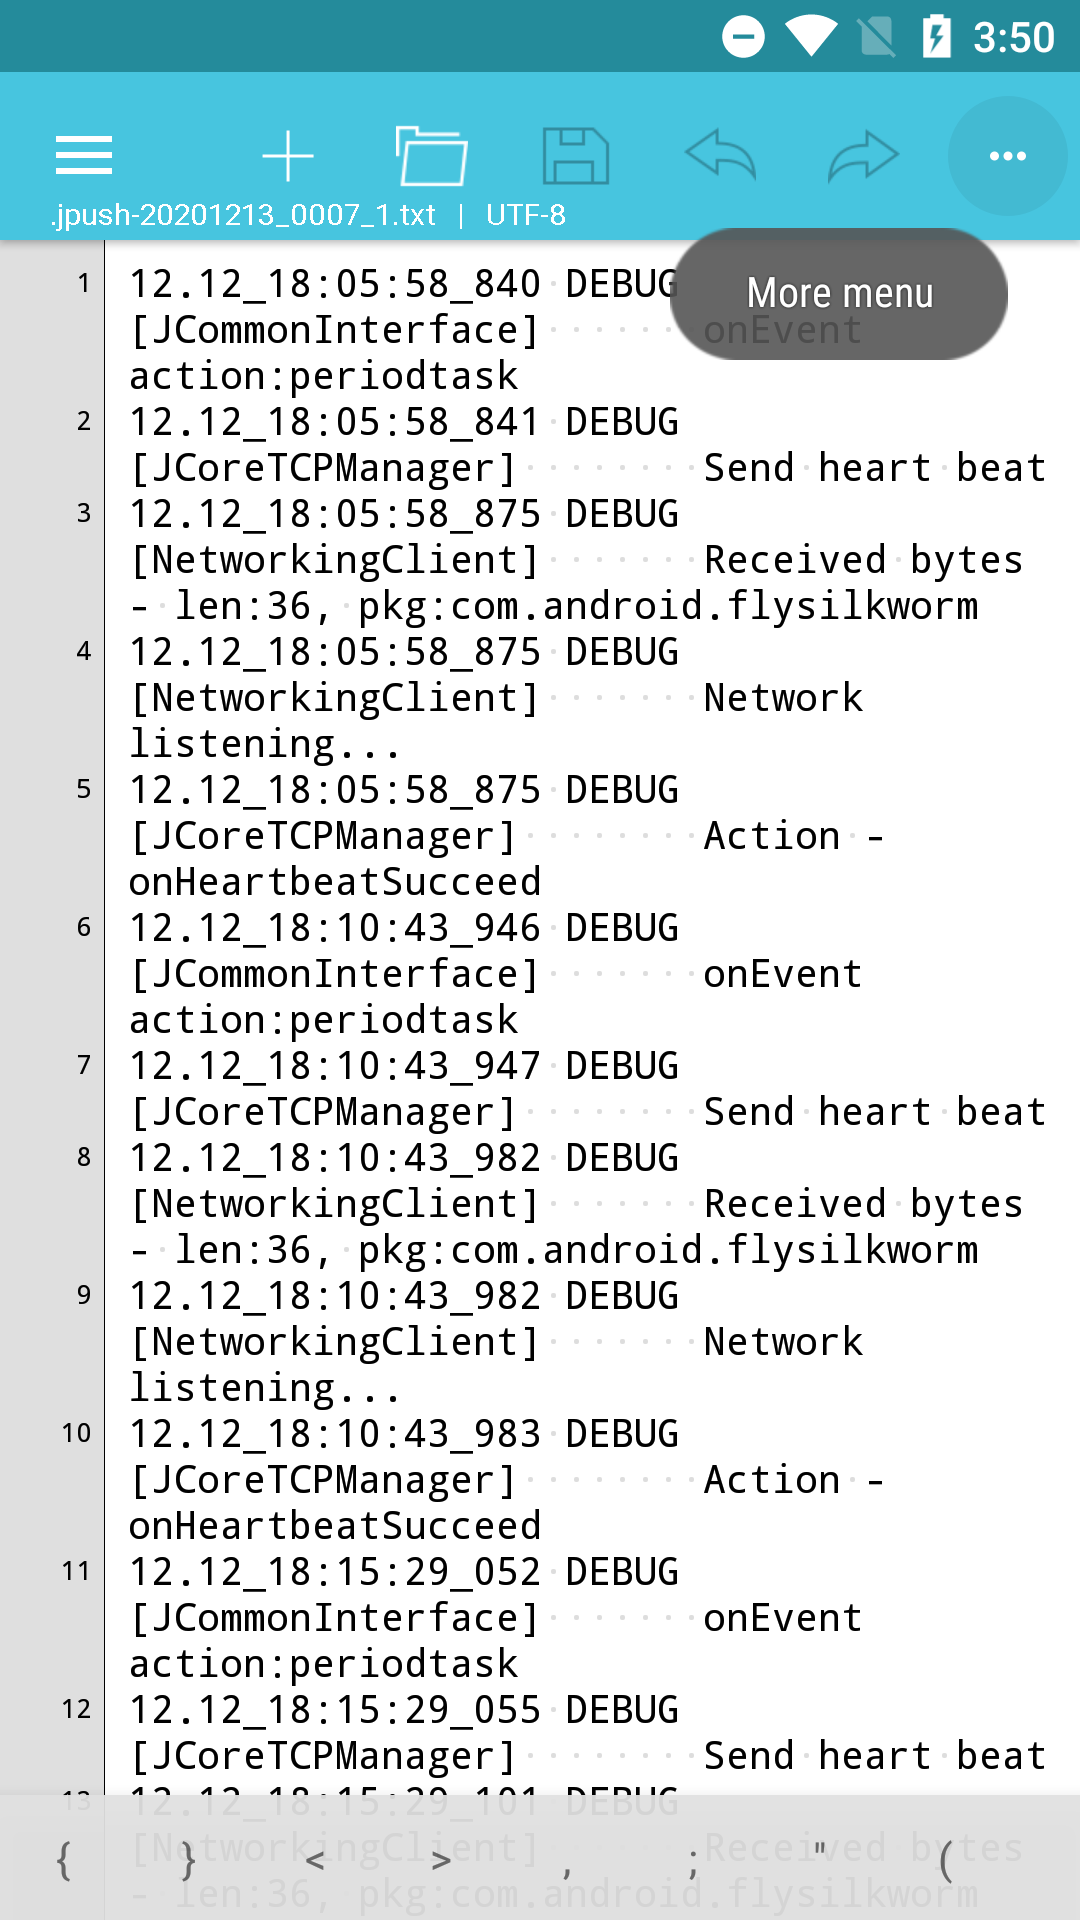 3:50
.jpush-20201213_0007_1.txt | UTF-8
More menu
1 12.12_18:05:58_840 DEBUG
[JCommonInterface] onEvent
action:periodtask
2 12.12_18:05:58_841 DEBUG
[JCoreTCPManager] Send heart beat
3 12.12_18:05:58_875 DEBUG
[NetworkingClient] Received bytes
- len:36, pkg:com.android.flysilkworm
4 12.12_18:05:58_875 DEBUG
[NetworkingClient] Network
listening...
5 12.12_18:05:58_875 DEBUG
[JCoreTCPManager] Action -
onHeartbeatSucceed
6 12.12_18:10:43_946 DEBUG
[JCommonInterface] onEvent
action:periodtask
7 12.12_18:10:43_947 DEBUG
[JCoreTCPManager] Send heart beat
8 12.12_18:10:43_982 DEBUG
[NetworkingClient] Received bytes
- len:36, pkg:com.android.flysilkworm
9 12.12_18:10:43_982 DEBUG
[NetworkingClient] Network
listening...
10 12.12_18:10:43_983 DEBUG
[JCoreTCPManager] Action -
onHeartbeatSucceed
11 12.12_18:15:29_052 DEBUG
[JCommonInterface] onEvent
action:periodtask
12 12.12_18:15:29_055 DEBUG
[JCoreTCPManager] Send heart beat
13 12.12_18:15:29_101 DEBUG
[NetworkingClient] Received bytes
- len:36, pkg:com.android.flysilkworm
{ } < > , ; " (